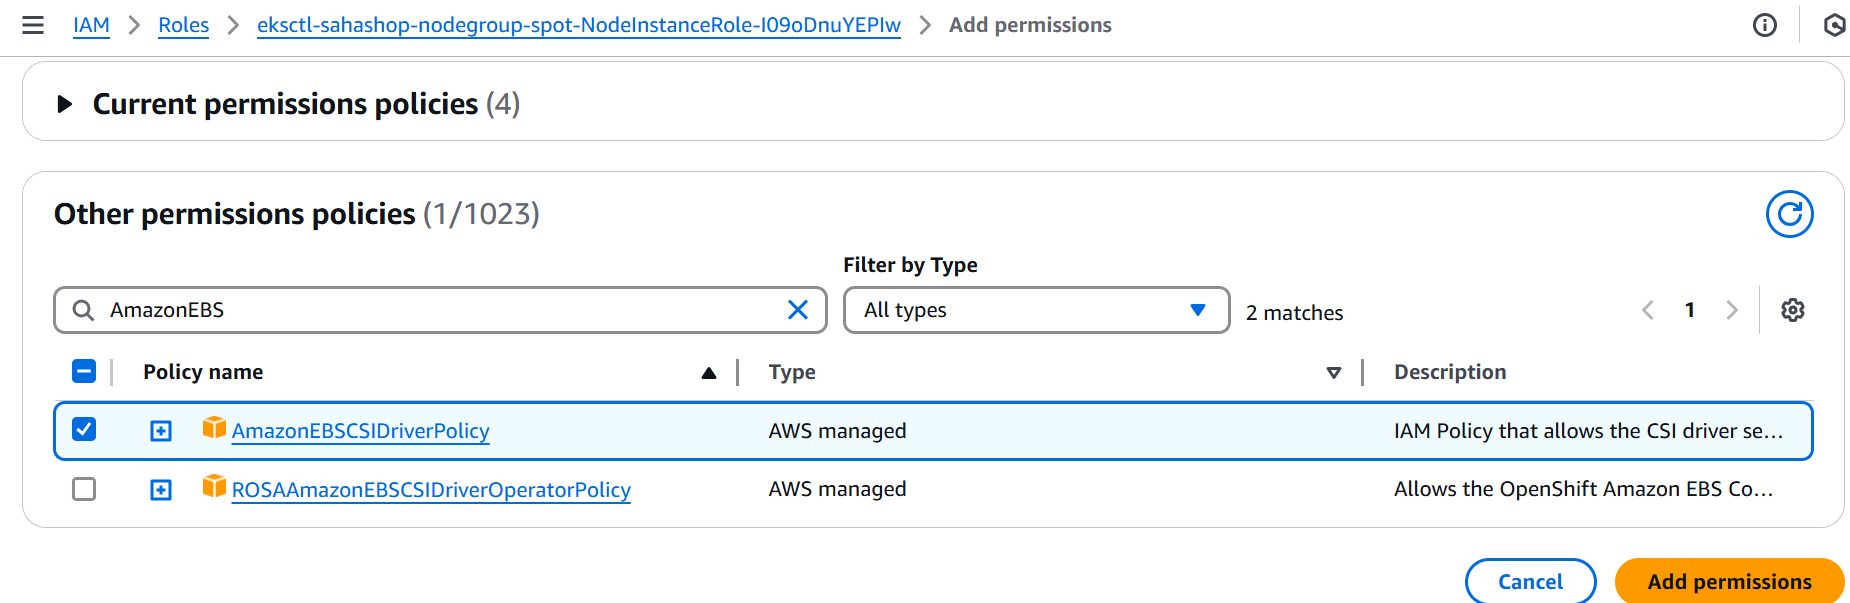 IAM > Roles > eksctl-sahashop-nodegroup-spot-NodeInstanceRole-I09oDnuYEPIw > Add permissions
Current permissions policies (4)
Other permissions policies (1/1023)
Filter by Type
AmazonEBS All types 2 matches 1
Policy name Type Description
AmazonEBSCSIDriverPolicy AWS managed IAM Policy that allows the CSI driver se...
ROSAAmazonEBSCSIDriverOperatorPolicy AWS managed Allows the OpenShift Amazon EBS Co...
Cancel Add permissions